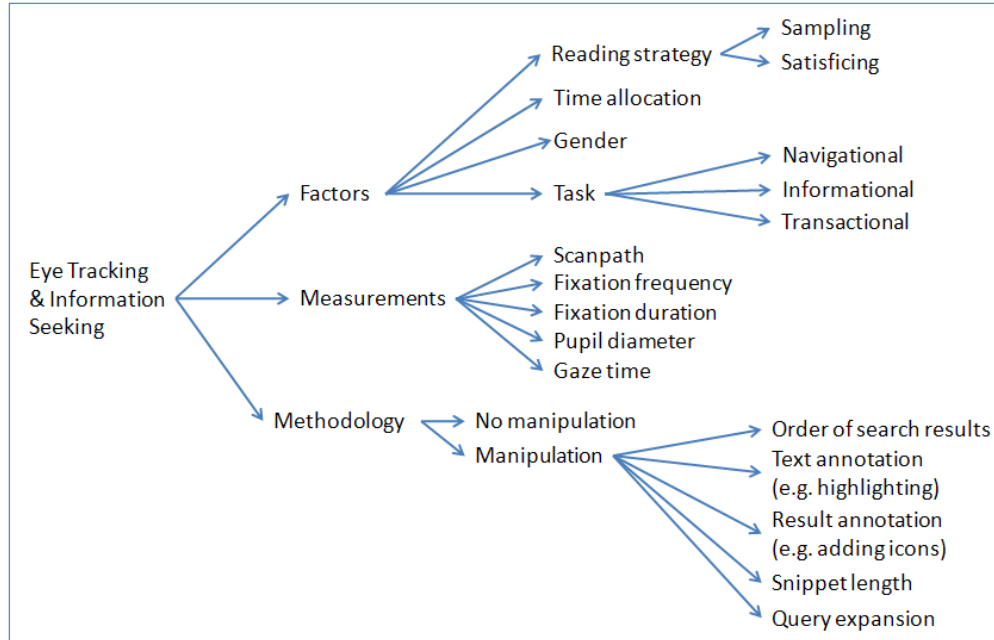 Eye Tracking
& Information
Seeking
Factors
Reading strategy
Sampling
Satisficing
Time allocation
Gender
Task
Navigational
Informational
Transactional
Measurements
Scanpath
Fixation frequency
Fixation duration
Pupil diameter
Gaze time
Methodology
No manipulation
Manipulation
Order of search results
Text annotation
(e.g. highlighting)
Result annotation
(e.g. adding icons)
Snippet length
Query expansion